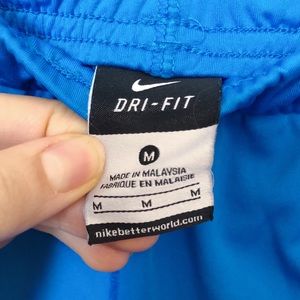 DRI-FIT
M
MADE IN MALAYSIA
FABRIQUE EN MALAISIE
M M M
nikebetterworld.com